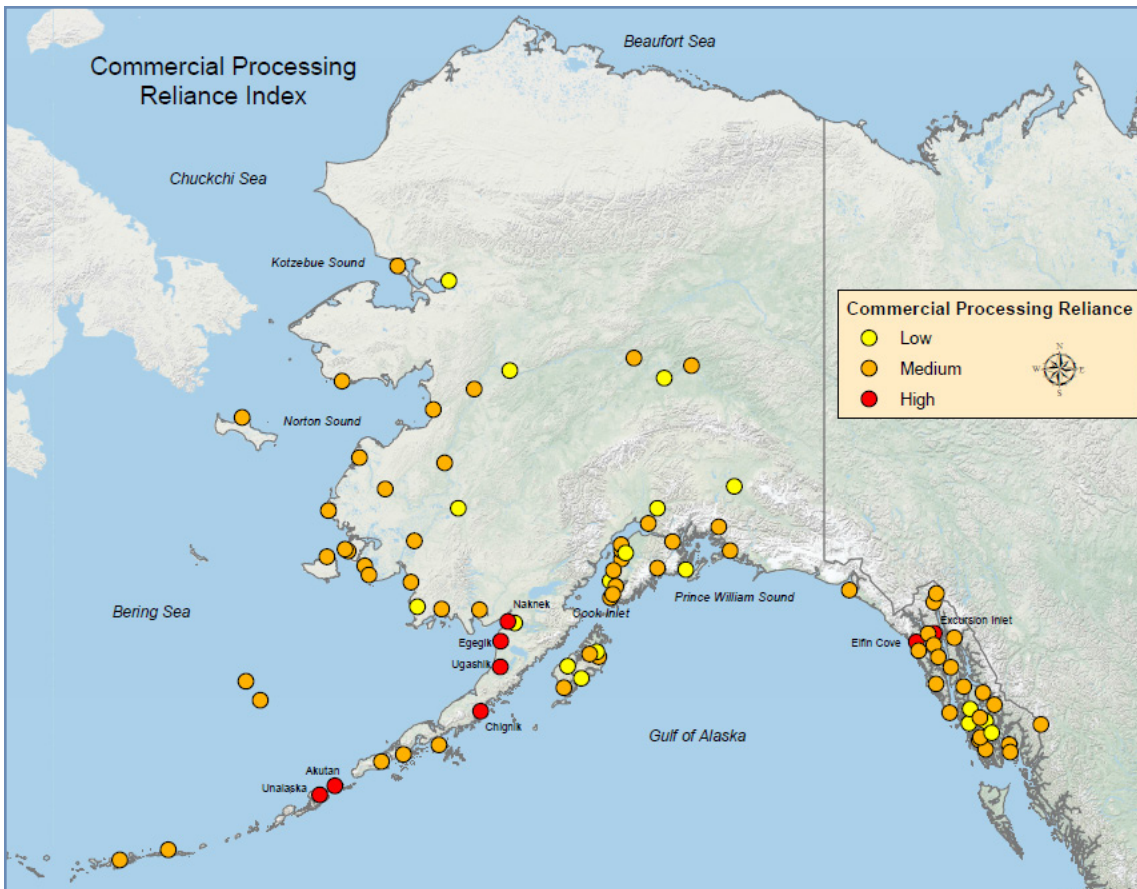 Beaufort Sea
Commercial Processing
Reliance Index
Chuckchi Sea
Kotzebue Sound
Commercial Processing Reliance
Low
Medium
High
N
W
E
S
Norton Sound
Bering Sea
Naknek
Cook Inlet
Prince William Sound
Excursion Inlet
Elfin Cove
Egegik
Ugashik
Chignik
Gulf of Alaska
Akutan
Unalaska